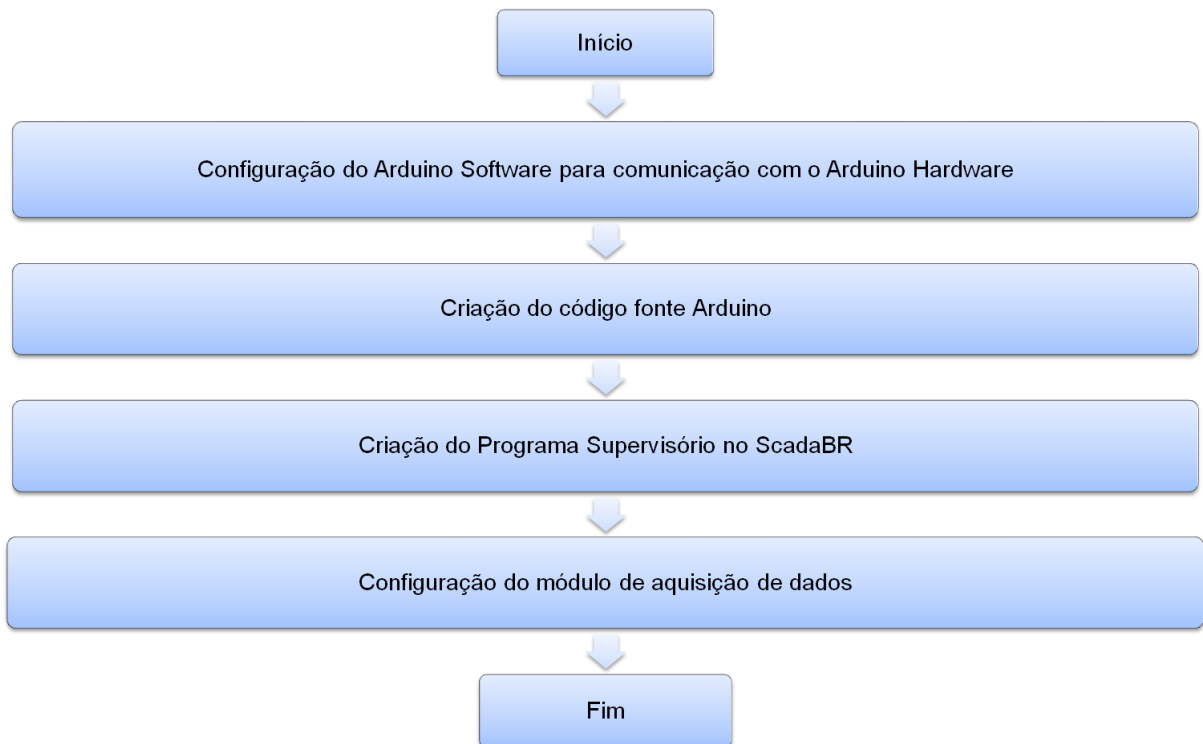 Início
Configuração do Arduino Software para comunicação com o Arduino Hardware
Criação do código fonte Arduino
Criação do Programa Supervisório no ScadaBR
Configuração do módulo de aquisição de dados
Fim